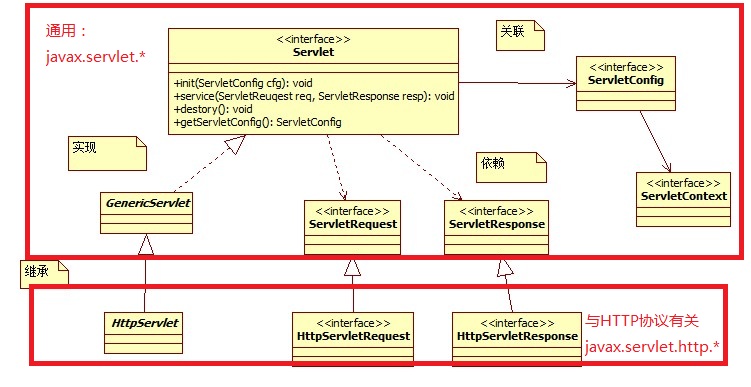 通用：
javax.servlet.*
<<interface>>
Servlet
+init(ServletConfig cfg): void
+service(ServletReuqest req, ServletResponse resp): void
+destory(): void
+getServletConfig(): ServletConfig
关联
<<interface>>
ServletConfig
实现
依赖
GenericServlet
<<interface>>
ServletRequest
<<interface>>
ServletResponse
<<interface>>
ServletContext
继承
HttpServlet
<<interface>>
HttpServletRequest
<<interface>>
HttpServletResponse
与HTTP协议有关
javax.servlet.http.*